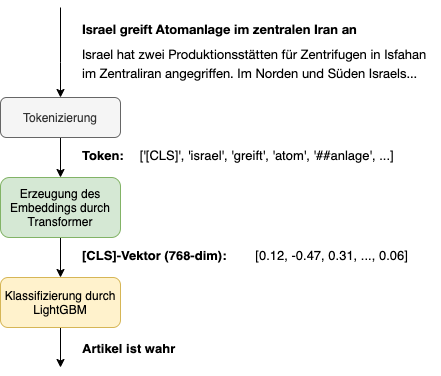 Israel greift Atomanlage im zentralen Iran an
Israel hat zwei Produktionsstätten für Zentrifugen in Isfahan
im Zentraliran angegriffen. Im Norden und Süden Israels...
Tokenizierung
Token: ['[CLS]', 'israel', 'greift', 'atom', '##anlage', ...]
Erzeugung des
Embeddings durch
Transformer
[CLS]-Vektor (768-dim): [0.12, -0.47, 0.31, ..., 0.06]
Klassifizierung durch
LightGBM
Artikel ist wahr